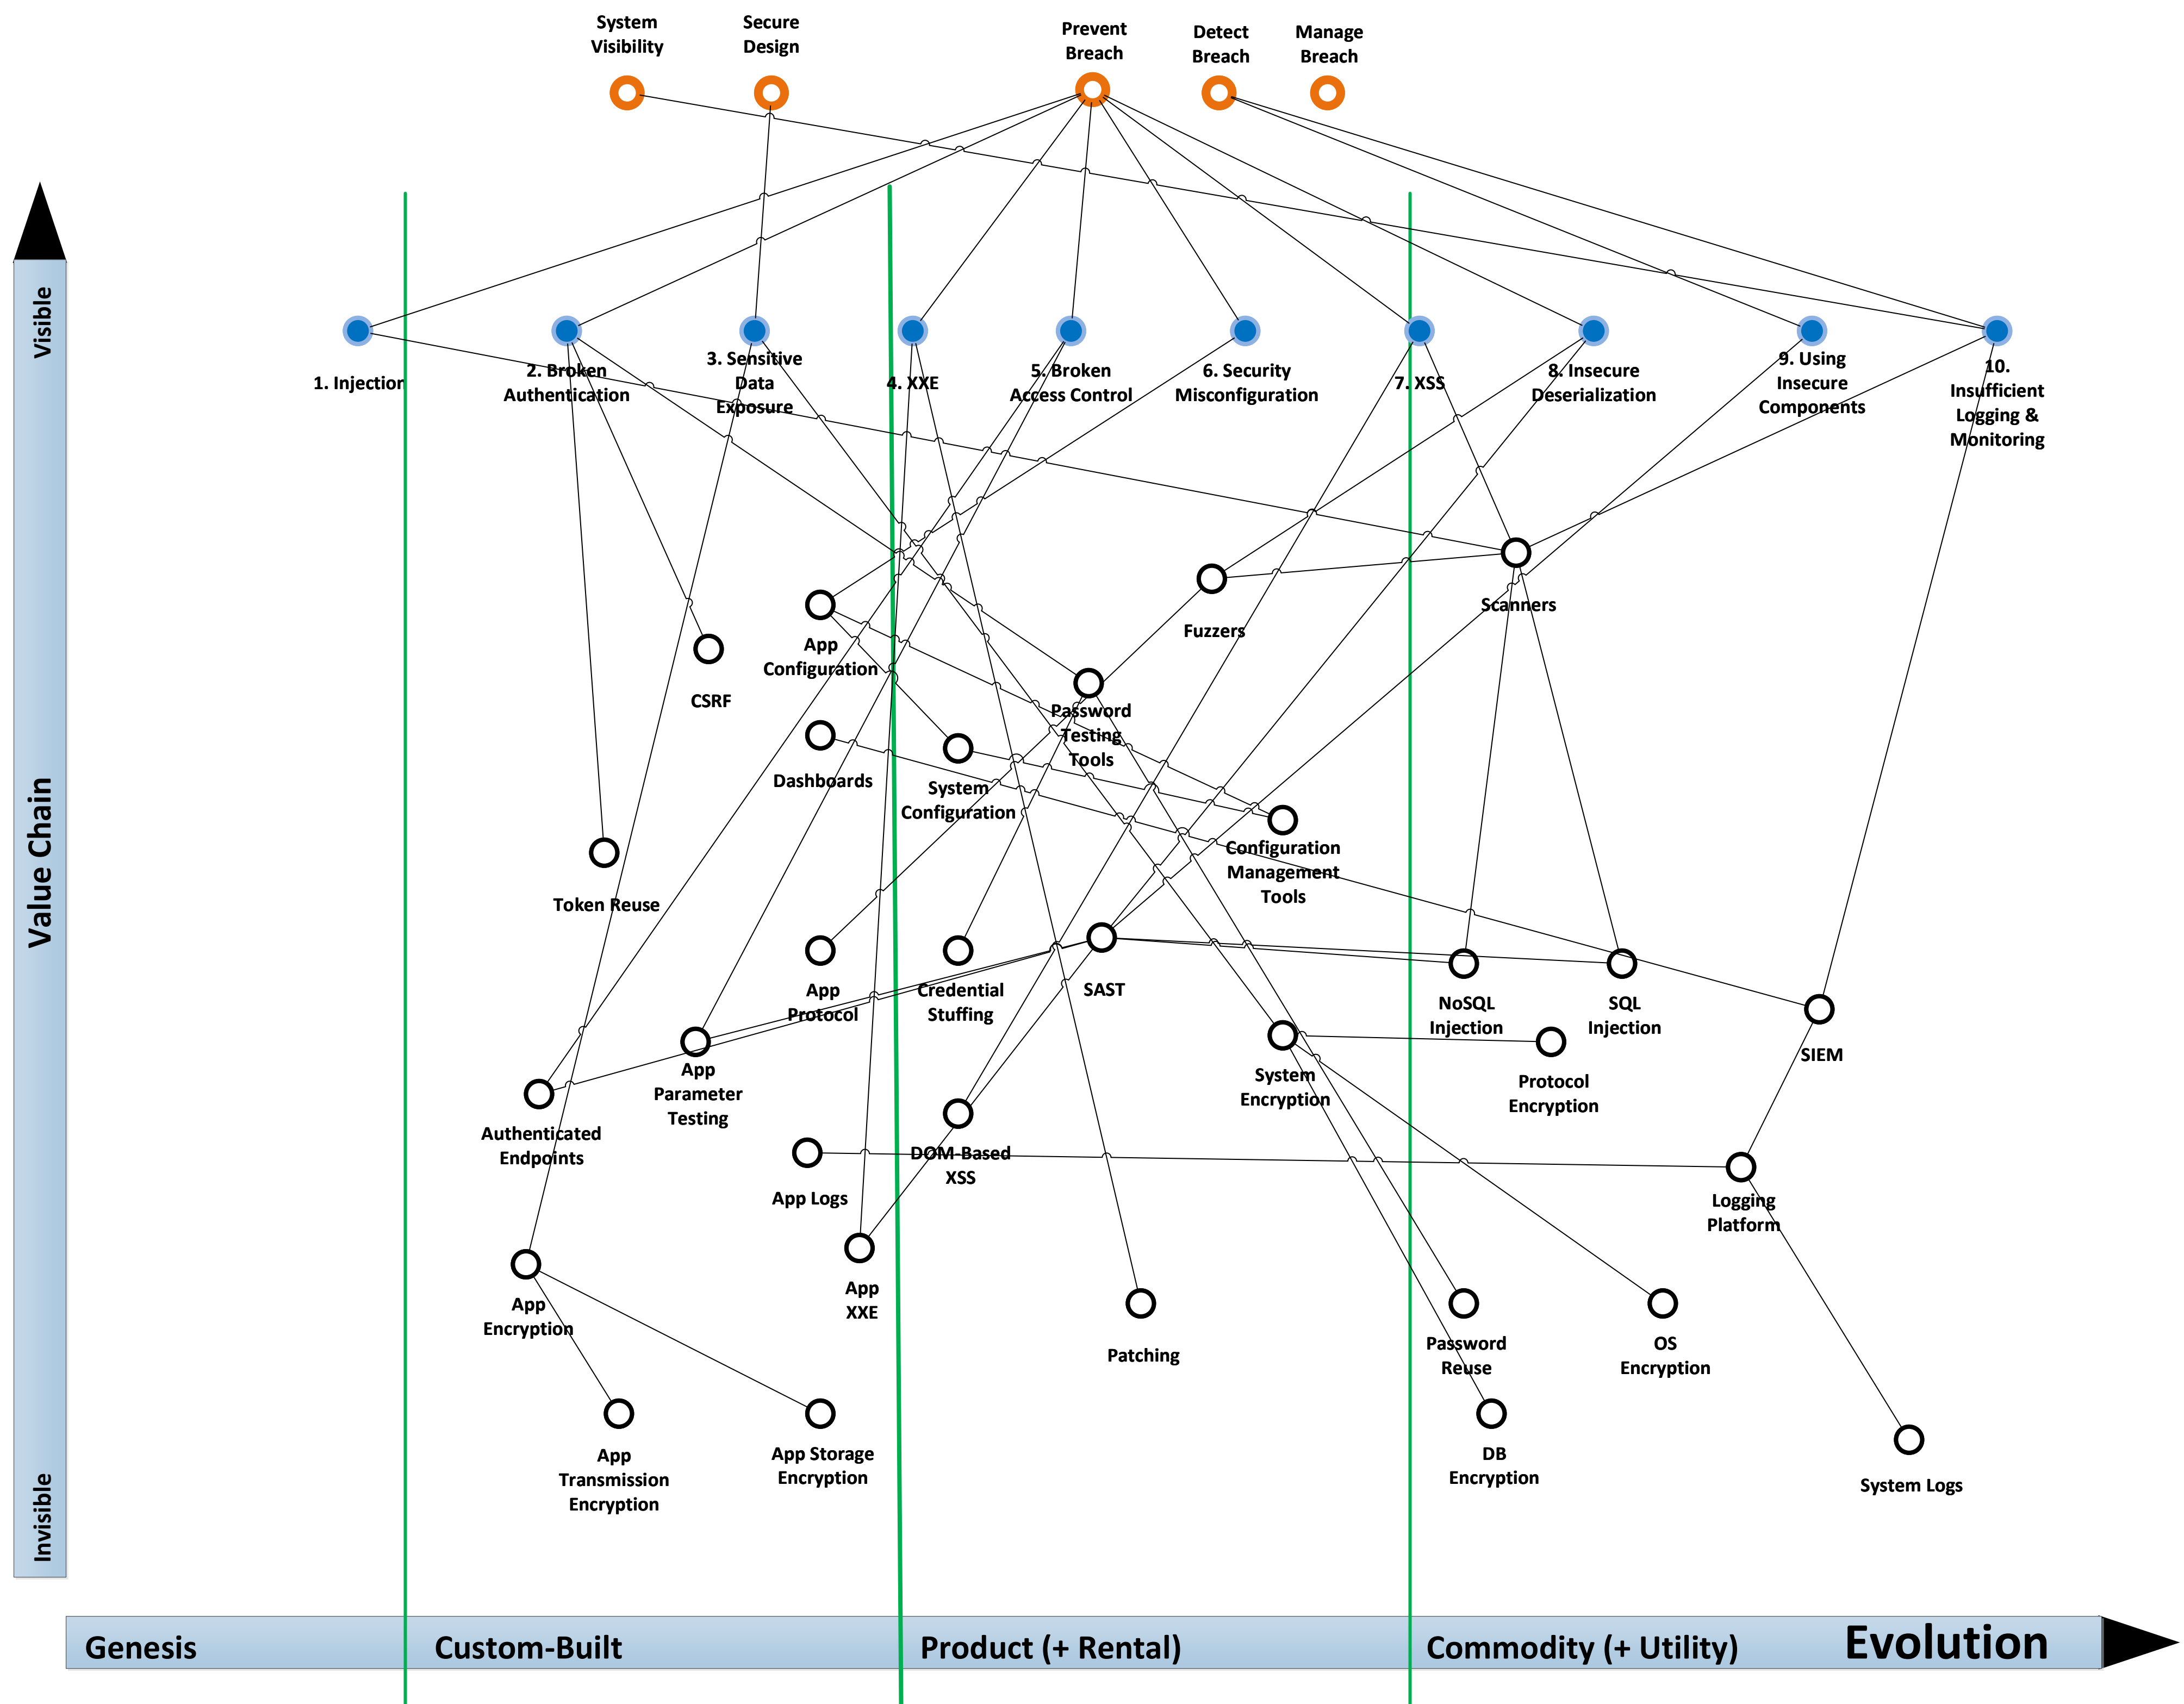 System
Visibility
Secure
Design
Prevent
Breach
Detect
Breach
Manage
Breach
Visible
Value Chain
Invisible
1. Injection
2. Broken
Authentication
3. Sensitive
Data
Exposure
4. XXE
5. Broken
Access Control
6. Security
Misconfiguration
7. XSS
8. Insecure
Deserialization
9. Using
Insecure
Components
10.
Insufficient
Logging &
Monitoring
Scanners
Fuzzers
App
Configuration
CSRF
Password
Testing
Tools
Dashboards
System
Configuration
Configuration
Management
Tools
Token Reuse
App
Protocol
Credential
Stuffing
SAST
NoSQL
Injection
SQL
Injection
SIEM
App
Parameter
Testing
System
Encryption
Protocol
Encryption
Authenticated
Endpoints
DOM-Based
XSS
App Logs
Logging
Platform
App
Encryption
App
XXE
Patching
Password
Reuse
OS
Encryption
App
Transmission
Encryption
App Storage
Encryption
DB
Encryption
System Logs
Genesis
Custom-Built
Product (+ Rental)
Commodity (+ Utility)
Evolution